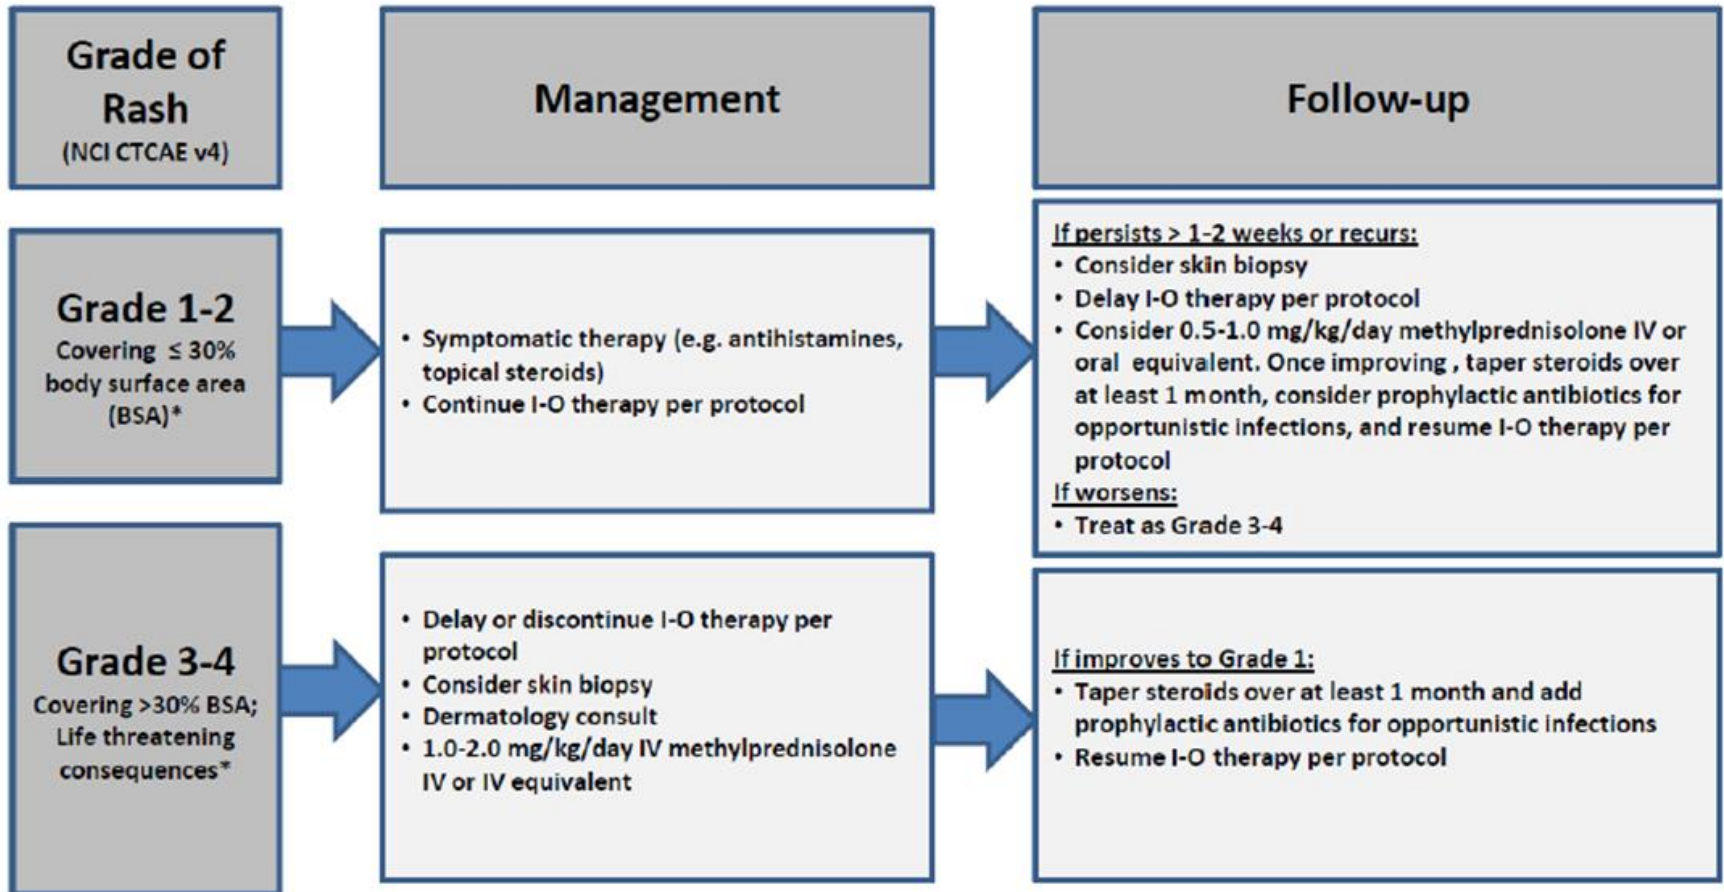 Grade of
Rash
(NCI CTCAE v4)
Management
Follow-up
Grade 1-2
Covering ≤ 30%
body surface area
(BSA)*
• Symptomatic therapy (e.g. antihistamines,
topical steroids)
• Continue I-O therapy per protocol
If persists > 1-2 weeks or recurs:
• Consider skin biopsy
• Delay I-O therapy per protocol
• Consider 0.5-1.0 mg/kg/day methylprednisolone IV or
oral equivalent. Once improving , taper steroids over
at least 1 month, consider prophylactic antibiotics for
opportunistic infections, and resume I-O therapy per
protocol
If worsens:
• Treat as Grade 3-4
Grade 3-4
Covering >30% BSA;
Life threatening
consequences*
• Delay or discontinue I-O therapy per
protocol
• Consider skin biopsy
• Dermatology consult
• 1.0-2.0 mg/kg/day IV methylprednisolone
IV or IV equivalent
If improves to Grade 1:
• Taper steroids over at least 1 month and add
prophylactic antibiotics for opportunistic infections
• Resume I-O therapy per protocol